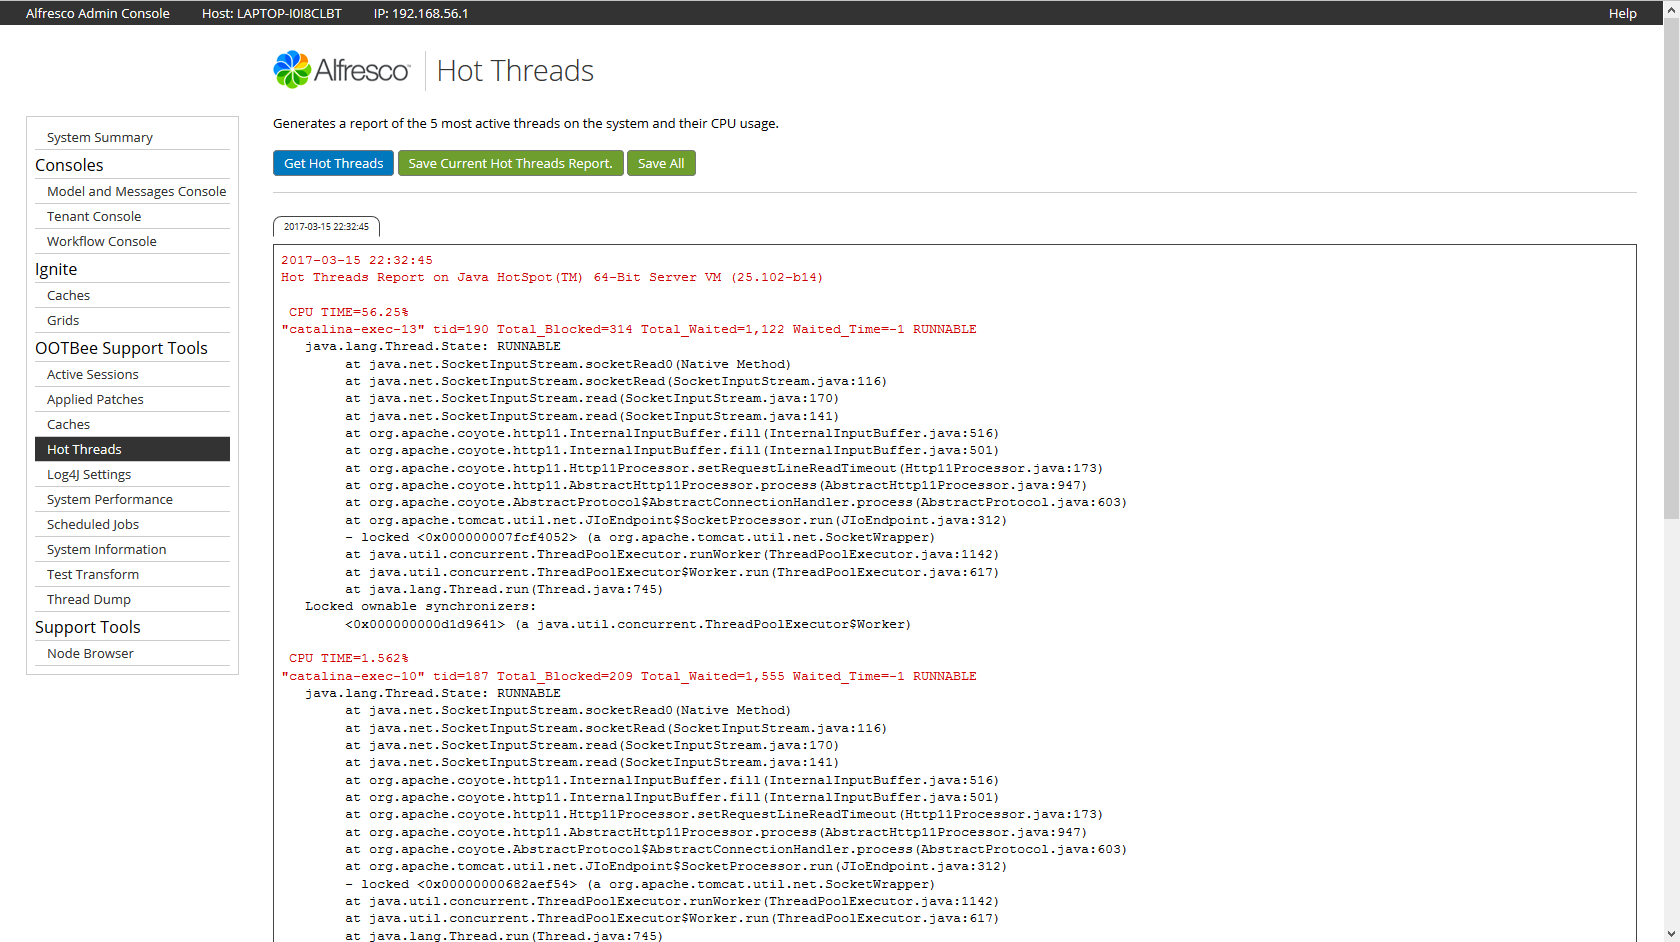 Alfresco Admin Console Host: LAPTOP-I0I8CLBT IP: 192.168.56.1 Help
Alfresco™ Hot Threads
System Summary
Consoles
Model and Messages Console
Tenant Console
Workflow Console
Ignite
Caches
Grids
OOTBee Support Tools
Active Sessions
Applied Patches
Caches
Hot Threads
Log4J Settings
System Performance
Scheduled Jobs
System Information
Test Transform
Thread Dump
Support Tools
Node Browser
Generates a report of the 5 most active threads on the system and their CPU usage.
Get Hot Threads Save Current Hot Threads Report. Save All
2017-03-15 22:32:45
2017-03-15 22:32:45
Hot Threads Report on Java HotSpot(TM) 64-Bit Server VM (25.102-b14)
CPU TIME=56.25%
"catalina-exec-13" tid=190 Total_Blocked=314 Total_Waited=1,122 Waited_Time=-1 RUNNABLE
java.lang.Thread.State: RUNNABLE
at java.net.SocketInputStream.socketRead0(Native Method)
at java.net.SocketInputStream.socketRead(SocketInputStream.java:116)
at java.net.SocketInputStream.read(SocketInputStream.java:170)
at java.net.SocketInputStream.read(SocketInputStream.java:141)
at org.apache.coyote.http11.InternalInputBuffer.fill(InternalInputBuffer.java:516)
at org.apache.coyote.http11.InternalInputBuffer.fill(InternalInputBuffer.java:501)
at org.apache.coyote.http11.Http11Processor.setRequestLineReadTimeout(Http11Processor.java:173)
at org.apache.coyote.http11.AbstractHttp11Processor.process(AbstractHttp11Processor.java:947)
at org.apache.coyote.AbstractProtocol$AbstractConnectionHandler.process(AbstractProtocol.java:603)
at org.apache.tomcat.util.net.JIoEndpoint$SocketProcessor.run(JIoEndpoint.java:312)
- locked <0x000000007fcf4052> (a org.apache.tomcat.util.net.SocketWrapper)
at java.util.concurrent.ThreadPoolExecutor.runWorker(ThreadPoolExecutor.java:1142)
at java.util.concurrent.ThreadPoolExecutor$Worker.run(ThreadPoolExecutor.java:617)
at java.lang.Thread.run(Thread.java:745)
Locked ownable synchronizers:
<0x000000000d1d9641> (a java.util.concurrent.ThreadPoolExecutor$Worker)
CPU TIME=1.562%
"catalina-exec-10" tid=187 Total_Blocked=209 Total_Waited=1,555 Waited_Time=-1 RUNNABLE
java.lang.Thread.State: RUNNABLE
at java.net.SocketInputStream.socketRead0(Native Method)
at java.net.SocketInputStream.socketRead(SocketInputStream.java:116)
at java.net.SocketInputStream.read(SocketInputStream.java:170)
at java.net.SocketInputStream.read(SocketInputStream.java:141)
at org.apache.coyote.http11.InternalInputBuffer.fill(InternalInputBuffer.java:516)
at org.apache.coyote.http11.InternalInputBuffer.fill(InternalInputBuffer.java:501)
at org.apache.coyote.http11.Http11Processor.setRequestLineReadTimeout(Http11Processor.java:173)
at org.apache.coyote.http11.AbstractHttp11Processor.process(AbstractHttp11Processor.java:947)
at org.apache.coyote.AbstractProtocol$AbstractConnectionHandler.process(AbstractProtocol.java:603)
at org.apache.tomcat.util.net.JIoEndpoint$SocketProcessor.run(JIoEndpoint.java:312)
- locked <0x00000000682aef54> (a org.apache.tomcat.util.net.SocketWrapper)
at java.util.concurrent.ThreadPoolExecutor.runWorker(ThreadPoolExecutor.java:1142)
at java.util.concurrent.ThreadPoolExecutor$Worker.run(ThreadPoolExecutor.java:617)
at java.lang.Thread.run(Thread.java:745)